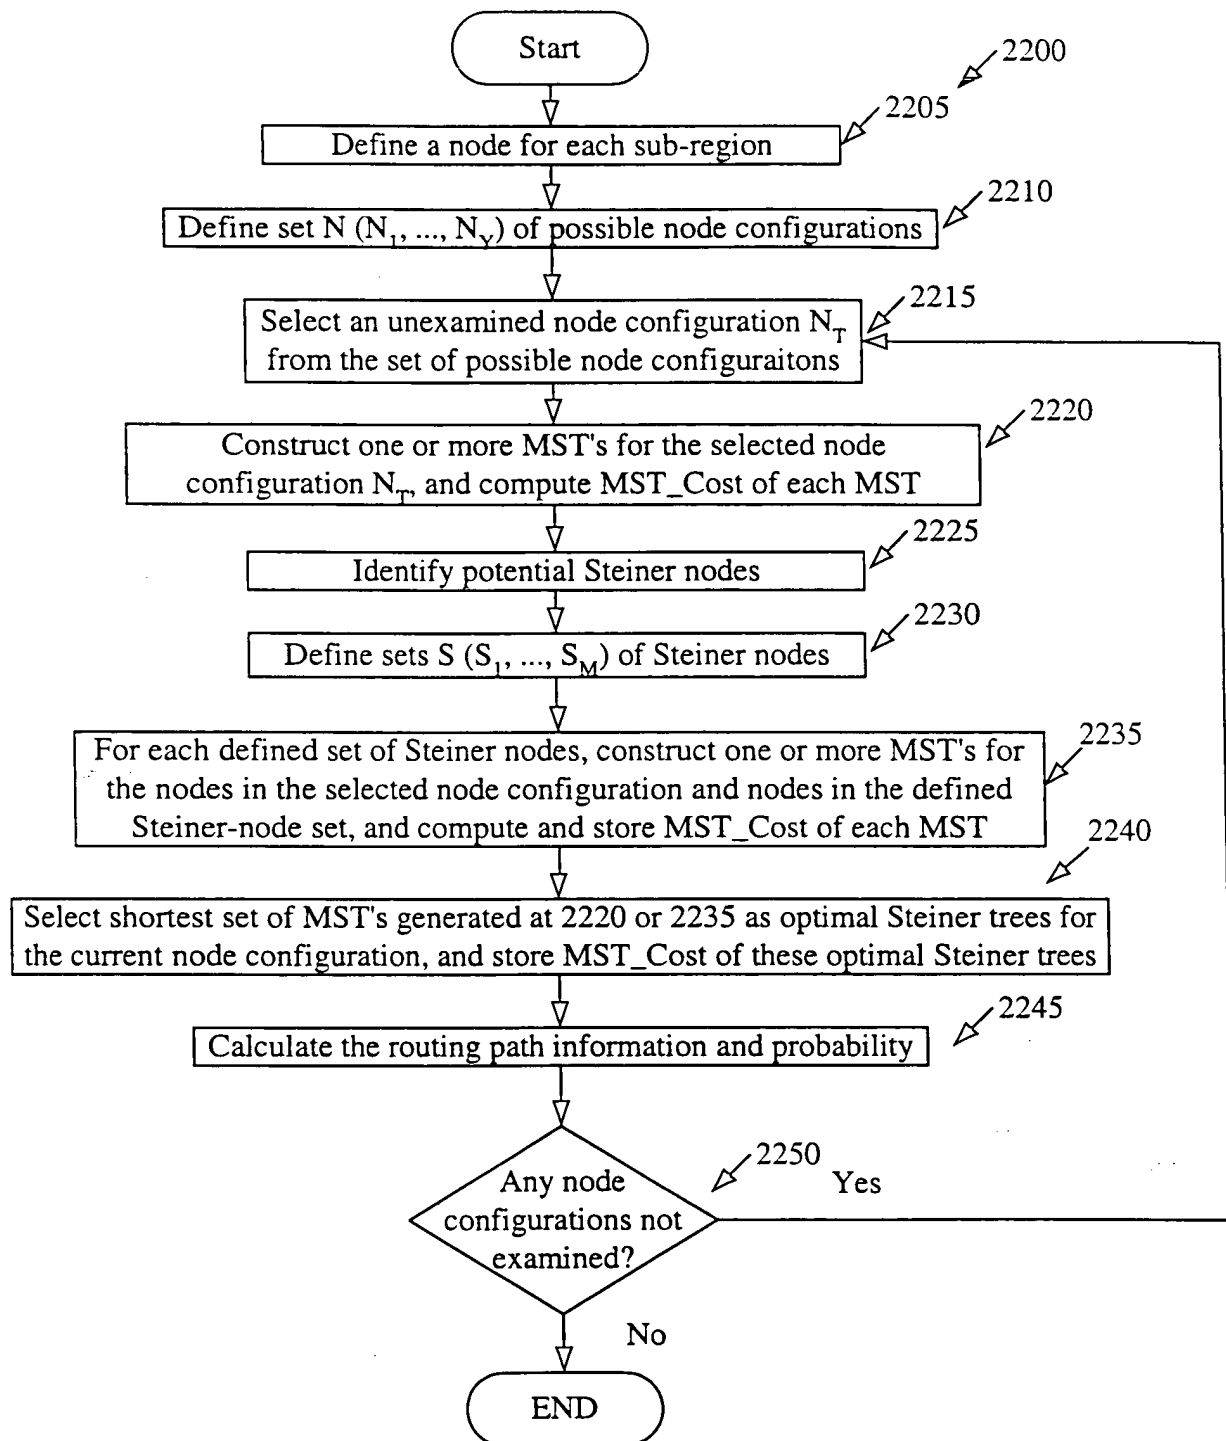 Start
2200
2205
Define a node for each sub-region
2210
Define set N (N₁, ..., N_Y) of possible node configurations
2215
Select an unexamined node configuration N_T
from the set of possible node configuraitons
2220
Construct one or more MST's for the selected node
configuration N_T, and compute MST_Cost of each MST
2225
Identify potential Steiner nodes
2230
Define sets S (S₁, ..., S_M) of Steiner nodes
2235
For each defined set of Steiner nodes, construct one or more MST's for
the nodes in the selected node configuration and nodes in the defined
Steiner-node set, and compute and store MST_Cost of each MST
2240
Select shortest set of MST's generated at 2220 or 2235 as optimal Steiner trees for
the current node configuration, and store MST_Cost of these optimal Steiner trees
2245
Calculate the routing path information and probability
2250
Any node
configurations not
examined?
Yes
No
END